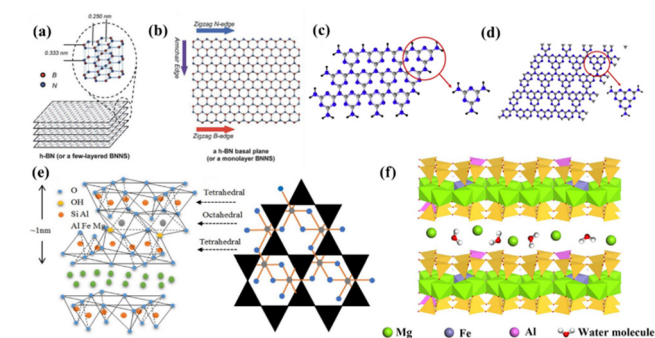 (a)
0.250 nm
0.333 nm
B
N
h-BN (or a few-layered BNNS)
(b)
Zigzag N-edge
Armchair Edge
Zigzag B-edge
a h-BN basal plane
(or a monolayer BNNS)
(c)
(d)
(e)
~1nm
O
OH
Si Al
Al Fe Mg
Tetrahedral
Octahedral
Tetrahedral
(f)
Mg
Fe
Al
Water molecule